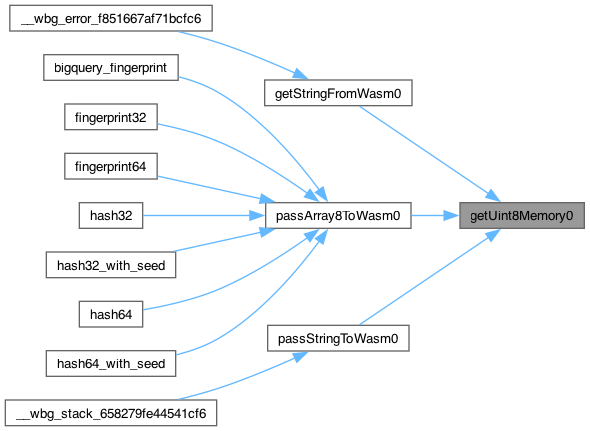 __wbg_error_f851667af71bcfc6
bigquery_fingerprint
getStringFromWasm0
fingerprint32
fingerprint64
hash32
passArray8ToWasm0
getUint8Memory0
hash32_with_seed
hash64
passStringToWasm0
hash64_with_seed
__wbg_stack_658279fe44541cf6